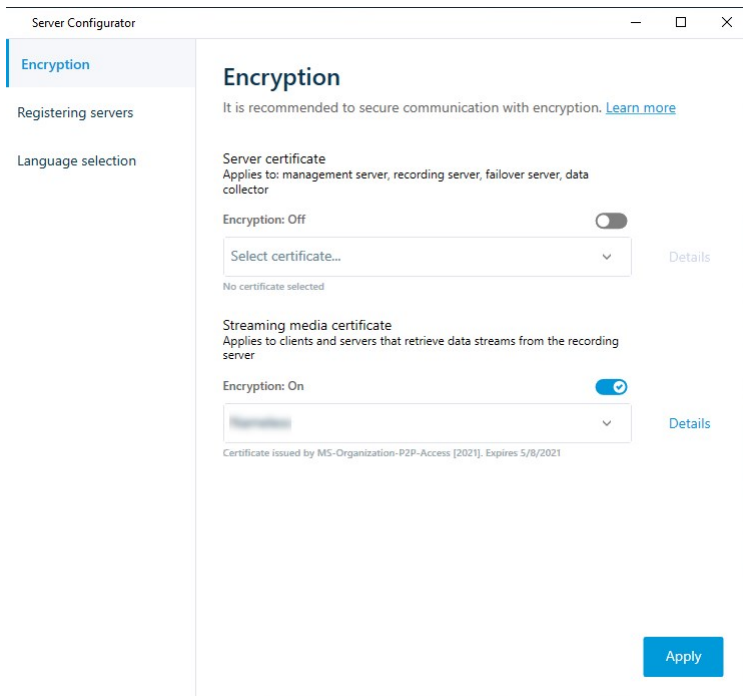 Server Configurator
Encryption
Registering servers
Language selection
Encryption
It is recommended to secure communication with encryption. Learn more
Server certificate
Applies to: management server, recording server, failover server, data
collector
Encryption: Off
Select certificate...
Details
No certificate selected
Streaming media certificate
Applies to clients and servers that retrieve data streams from the recording
server
Encryption: On
Details
Certificate issued by MS-Organization-P2P-Access [2021]. Expires 5/8/2021
Apply